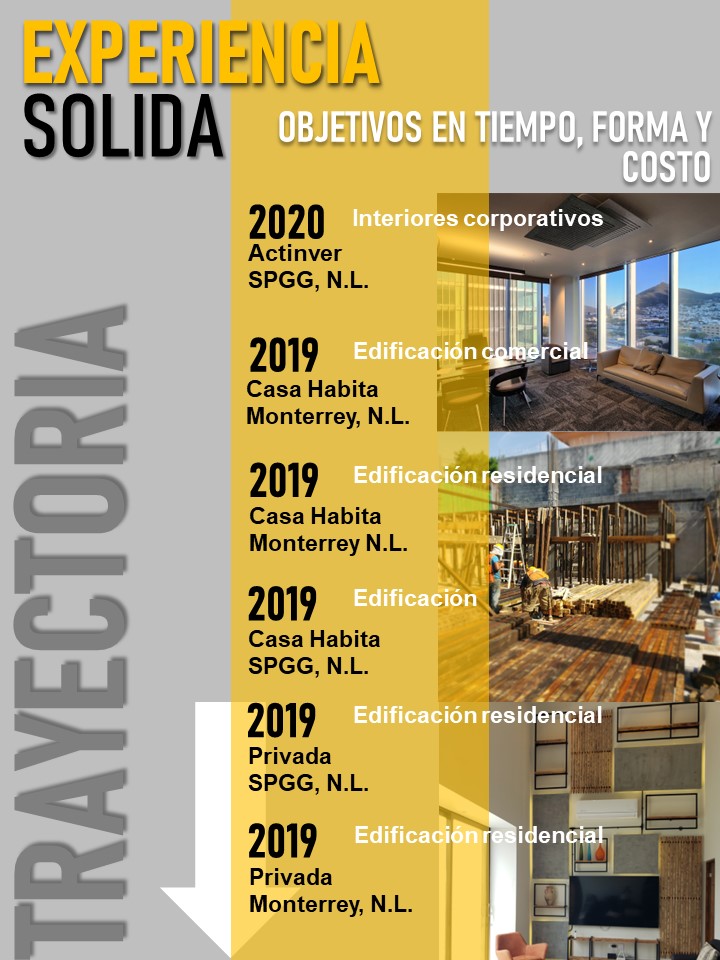 EXPERIENCIA
SOLIDA
OBJETIVOS EN TIEMPO, FORMA Y
COSTO
TRAYECTORIA
2020 Interiores corporativos
Actinver
SPGG, N.L.
2019 Edificación comercial
Casa Habita
Monterrey, N.L.
2019 Edificación residencial
Casa Habita
Monterrey N.L.
2019 Edificación
Casa Habita
SPGG, N.L.
2019 Edificación residencial
Privada
SPGG, N.L.
2019 Edificación residencial
Privada
Monterrey, N.L.